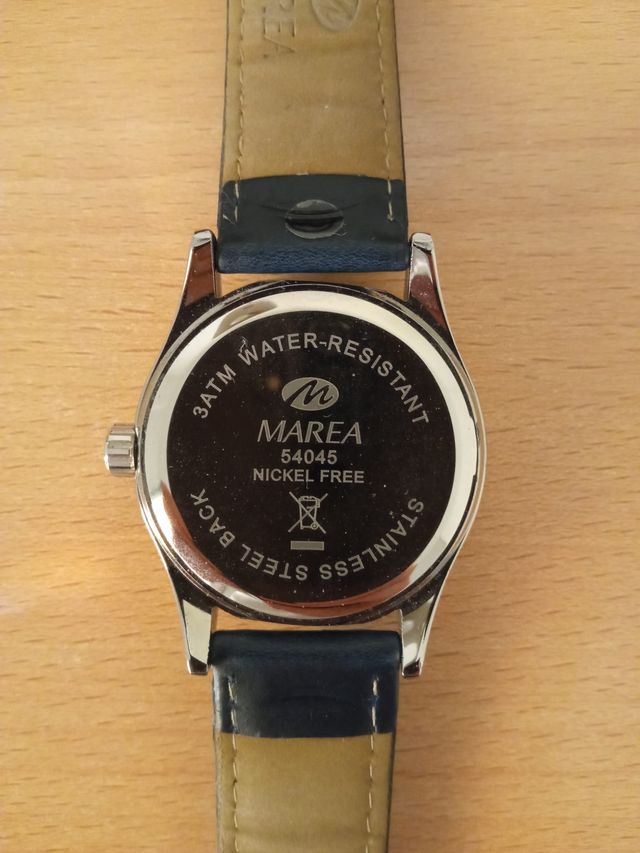 3ATM WATER-RESISTANT
MAREA
54045
NICKEL FREE
STAINLESS STEEL BACK